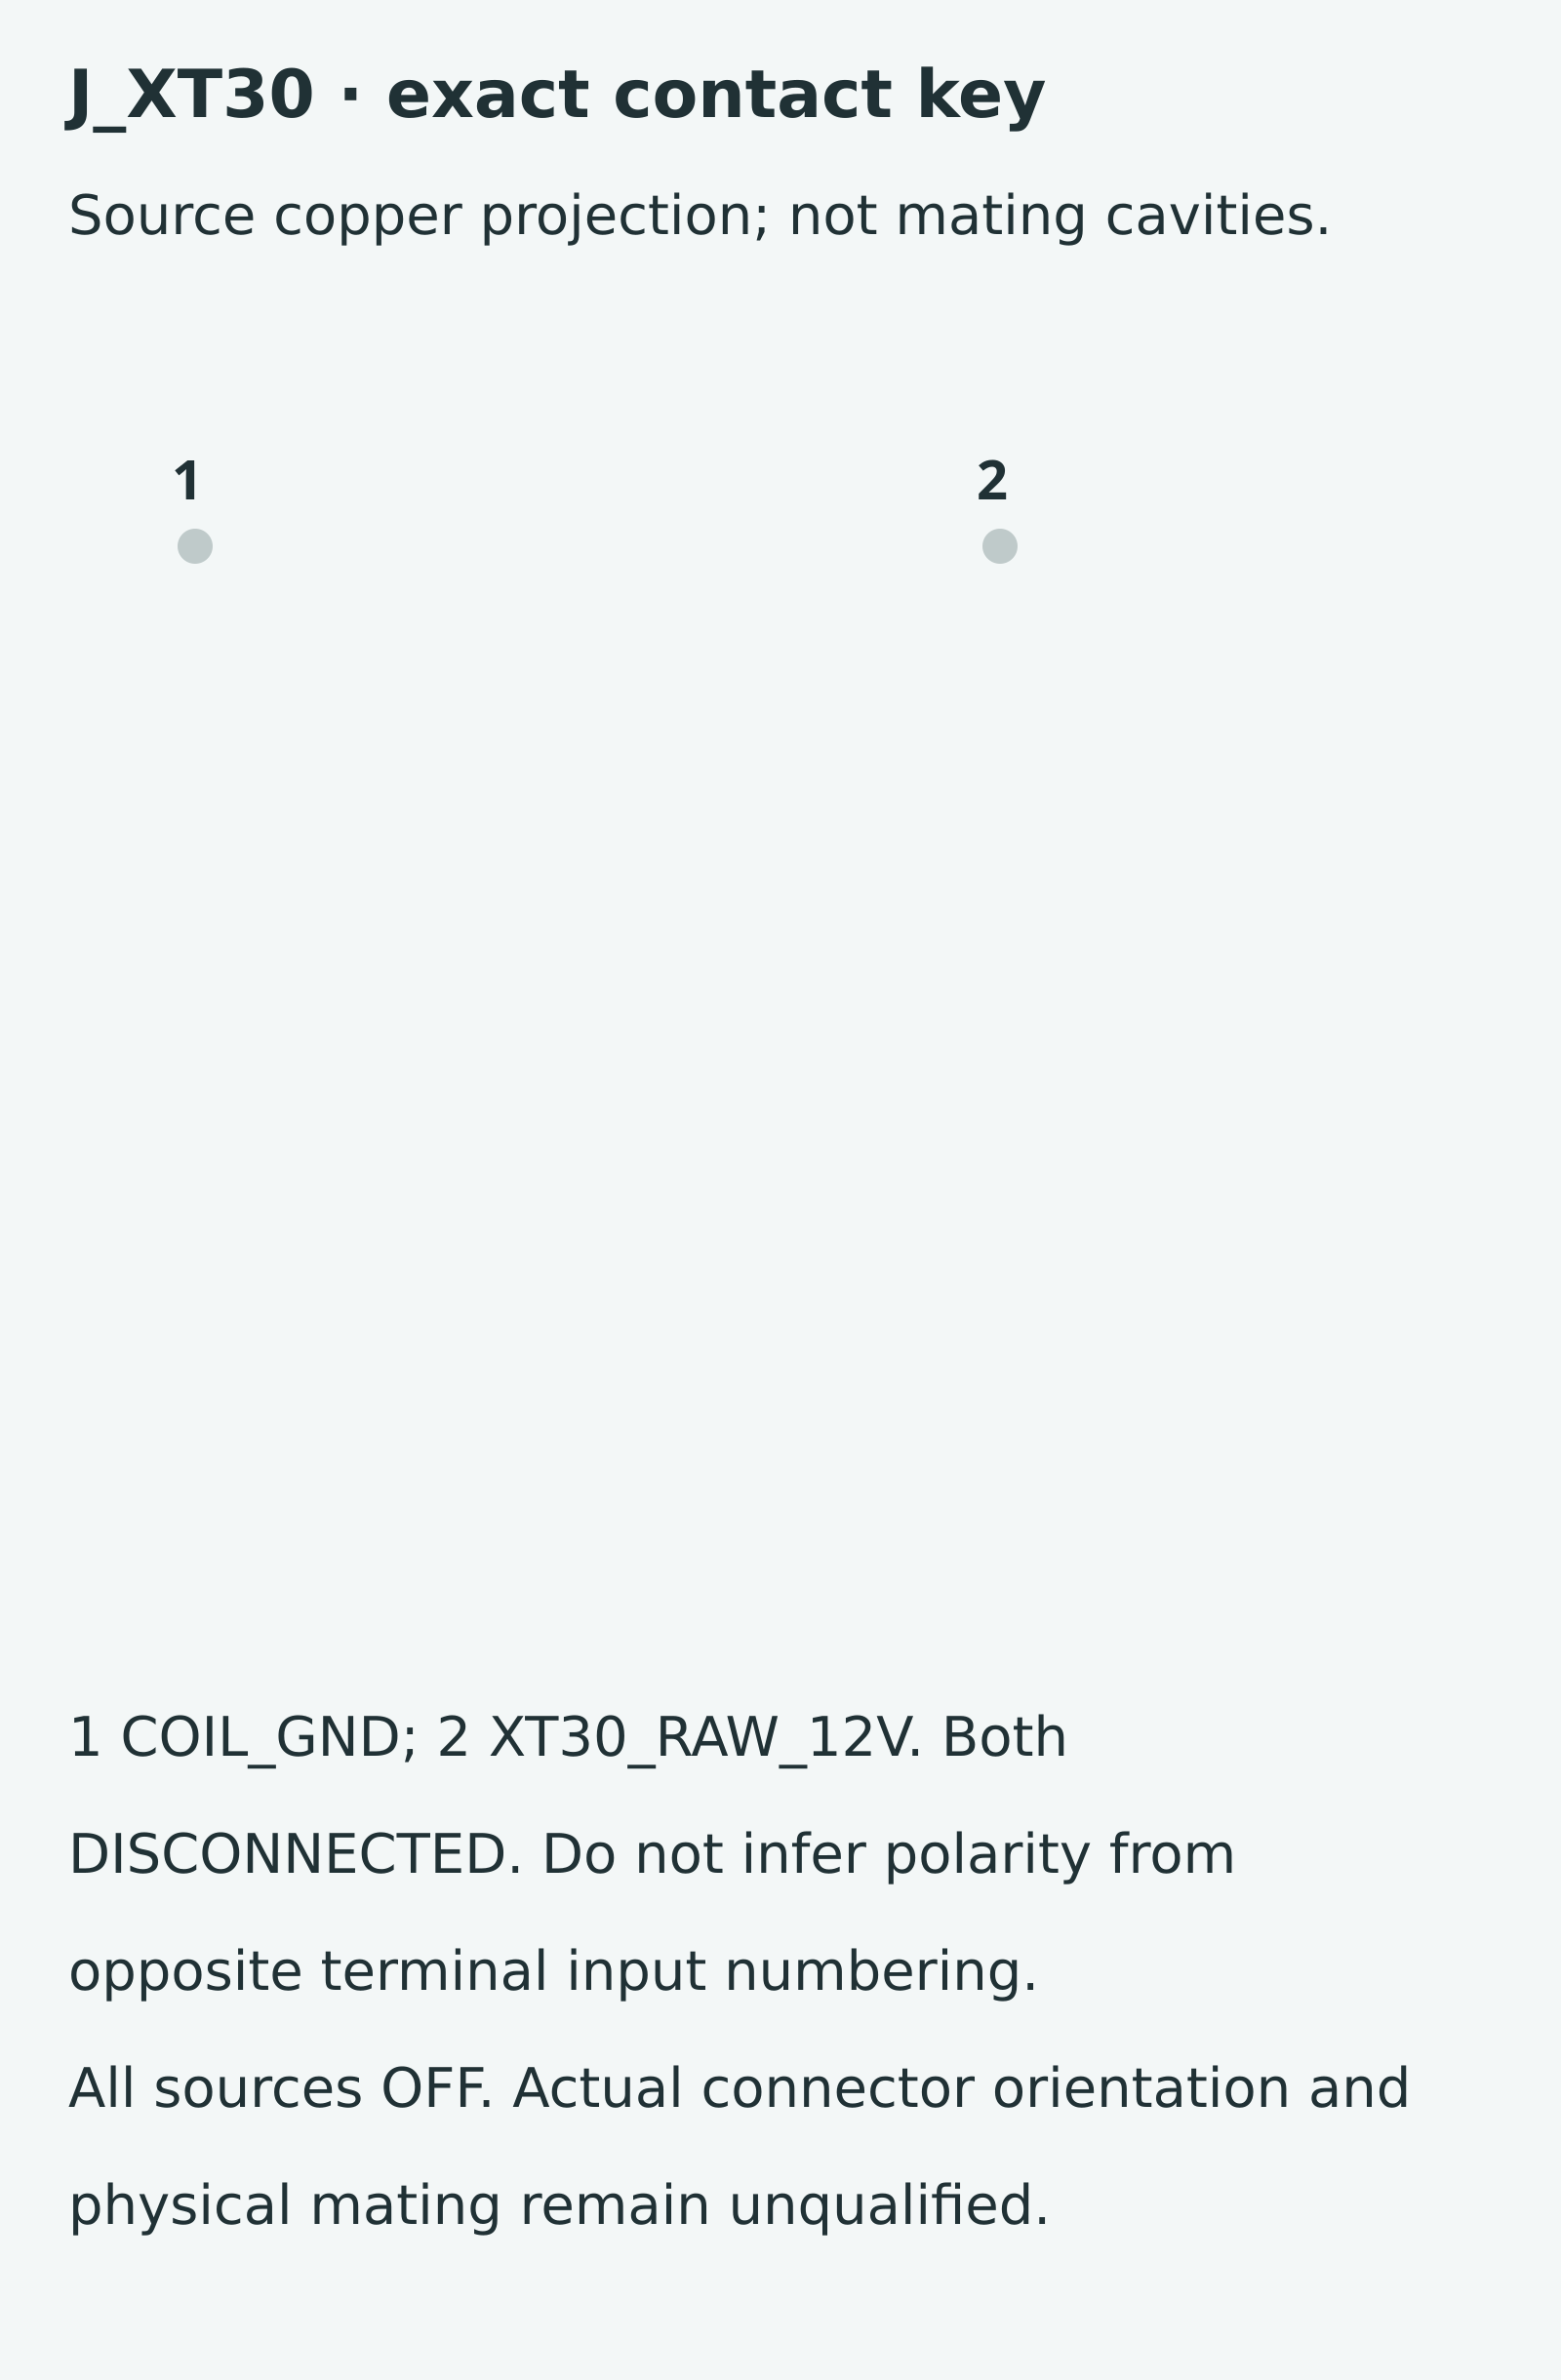 J_XT30 · exact contact key
Source copper projection; not mating cavities.
1 2
1 COIL_GND; 2 XT30_RAW_12V. Both
DISCONNECTED. Do not infer polarity from
opposite terminal input numbering.
All sources OFF. Actual connector orientation and
physical mating remain unqualified.